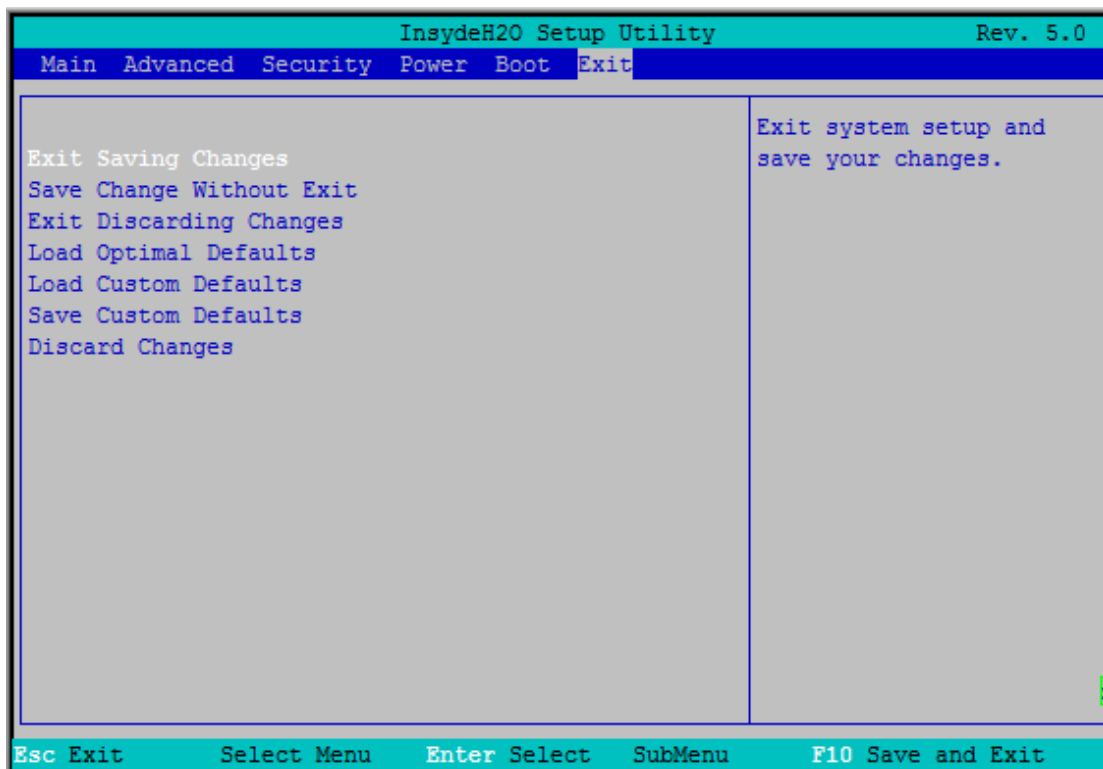 InsydeH2O Setup Utility Rev. 5.0
Main Advanced Security Power Boot Exit
Exit Saving Changes
Save Change Without Exit
Exit Discarding Changes
Load Optimal Defaults
Load Custom Defaults
Save Custom Defaults
Discard Changes
Exit system setup and
save your changes.
Esc Exit Select Menu Enter Select SubMenu F10 Save and Exit